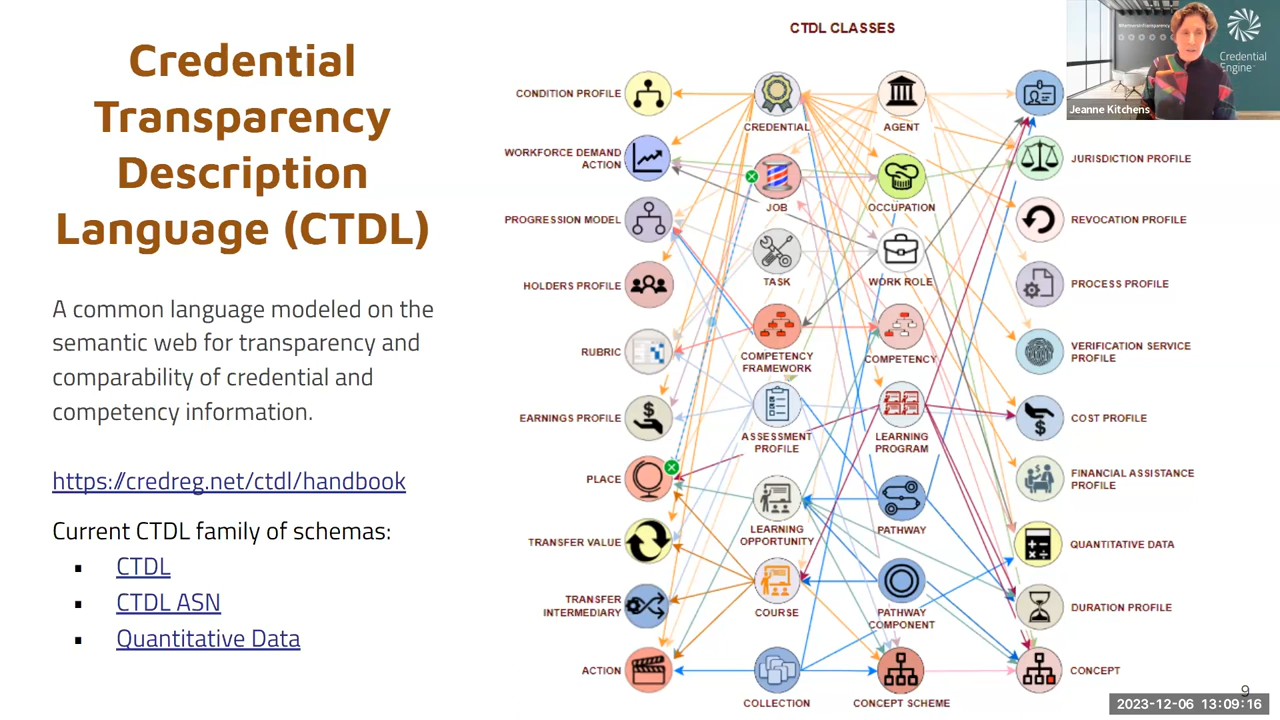 Credential
Transparency
Description
Language (CTDL)
A common language modeled on the
semantic web for transparency and
comparability of credential and
competency information.
https://credreg.net/ctdl/handbook
Current CTDL family of schemas:
▪ CTDL
▪ CTDL ASN
▪ Quantitative Data
CTDL CLASSES
CONDITION PROFILE
WORKFORCE DEMAND
ACTION
PROGRESSION MODEL
HOLDERS PROFILE
RUBRIC
EARNINGS PROFILE
PLACE
TRANSFER VALUE
TRANSFER
INTERMEDIARY
ACTION
CREDENTIAL
JOB
TASK
COMPETENCY
FRAMEWORK
ASSESSMENT
PROFILE
LEARNING
OPPORTUNITY
COURSE
COLLECTION
AGENT
OCCUPATION
WORK ROLE
COMPETENCY
LEARNING
PROGRAM
PATHWAY
PATHWAY
COMPONENT
CONCEPT SCHEME
JURISDICTION PROFILE
REVOCATION PROFILE
PROCESS PROFILE
VERIFICATION SERVICE
PROFILE
COST PROFILE
FINANCIAL ASSISTANCE
PROFILE
QUANTITATIVE DATA
DURATION PROFILE
CONCEPT
Credential
Engine
Jeanne Kitchens
9
2023-12-06 13:09:16